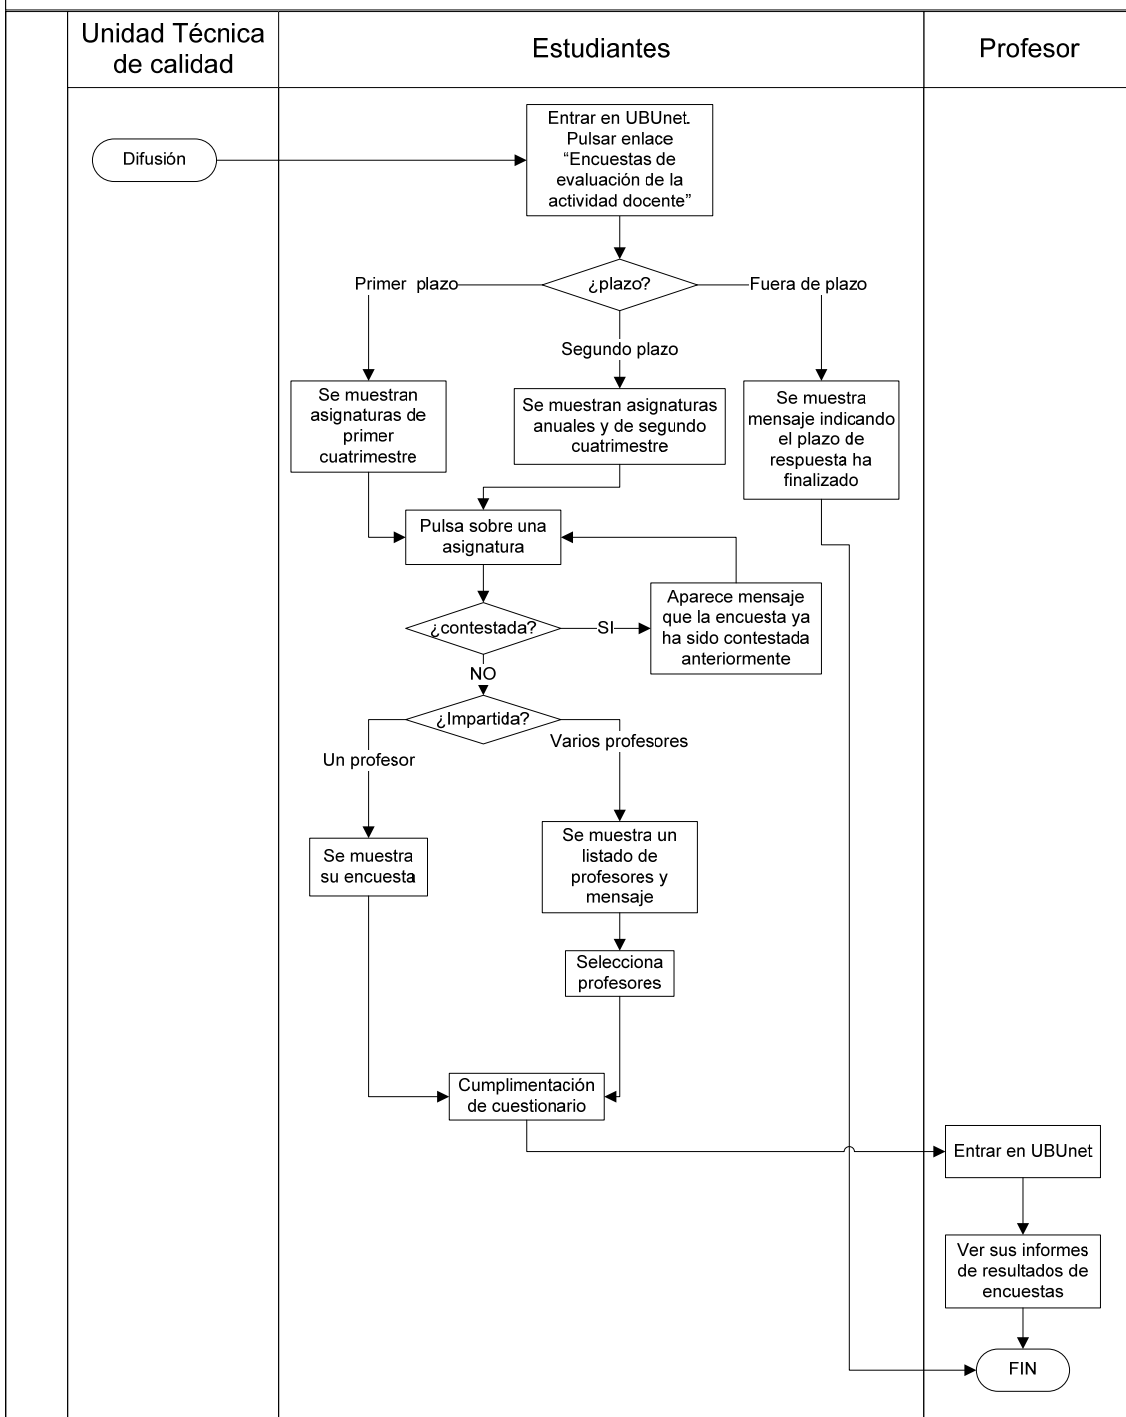 Unidad Técnica
de calidad
Estudiantes
Profesor
Difusión
Entrar en UBUnet.
Pulsar enlace
“Encuestas de
evaluación de la
actividad docente”
¿plazo?
Primer plazo
Fuera de plazo
Segundo plazo
Se muestran
asignaturas de
primer
cuatrimestre
Se muestran asignaturas
anuales y de segundo
cuatrimestre
Se muestra
mensaje indicando
el plazo de
respuesta ha
finalizado
Pulsa sobre una
asignatura
¿contestada?
SI
Aparece mensaje
que la encuesta ya
ha sido contestada
anteriormente
NO
¿Impartida?
Un profesor
Varios profesores
Se muestra
su encuesta
Se muestra un
listado de
profesores y
mensaje
Selecciona
profesores
Cumplimentación
de cuestionario
Entrar en UBUnet
Ver sus informes
de resultados de
encuestas
FIN